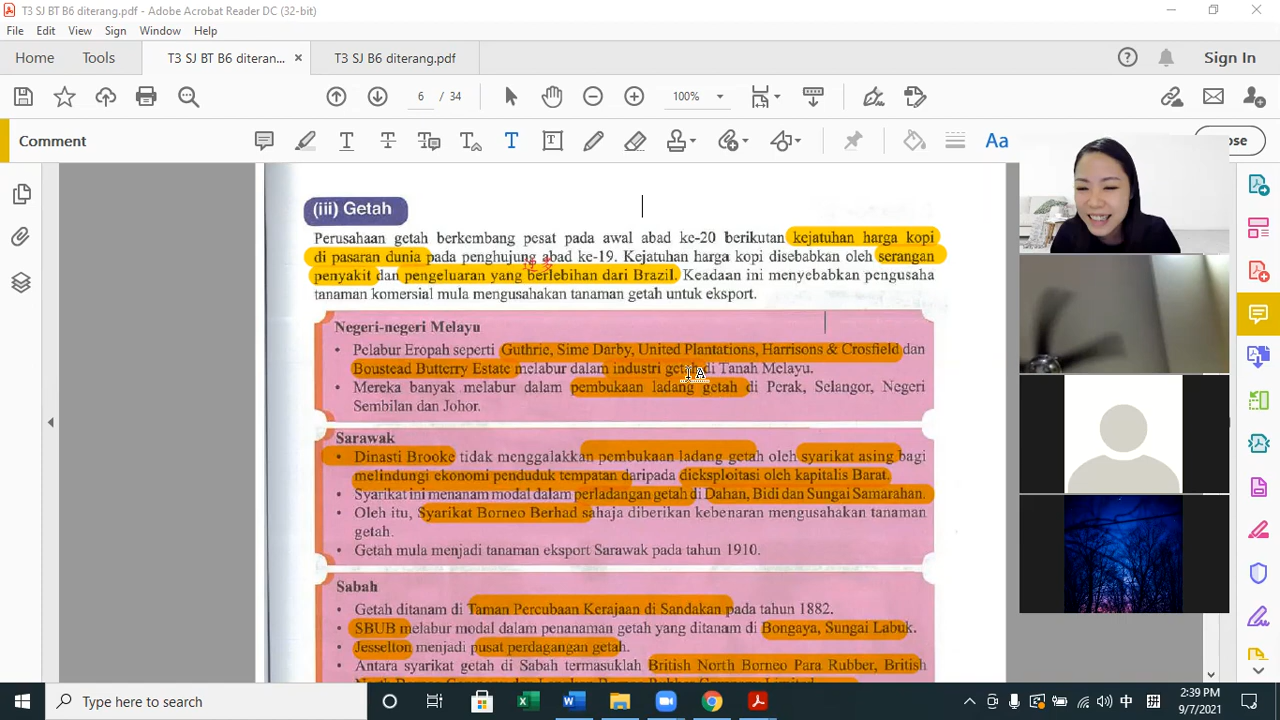 T3 SJ BT B6 diterang.pdf - Adobe Acrobat Reader DC (32-bit)
File Edit View Sign Window Help
Home Tools T3 SJ BT B6 diteran... × T3 SJ B6 diterang.pdf Sign In
6 / 34 100%
Comment
(iii) Getah
Perusahaan getah berkembang pesat pada awal abad ke-20 berikutan kejatuhan harga kopi
di pasaran dunia pada penghujung abad ke-19. Kejatuhan harga kopi disebabkan oleh serangan
penyakit dan pengeluaran yang berlebihan dari Brazil. Keadaan ini menyebabkan pengusaha
tanaman komersial mula mengusahakan tanaman getah untuk eksport.
Negeri-negeri Melayu
• Pelabur Eropah seperti Guthrie, Sime Darby, United Plantations, Harrisons & Crosfield dan
Boustead Butterry Estate melabur dalam industri getah di Tanah Melayu.
• Mereka banyak melabur dalam pembukaan ladang getah di Perak, Selangor, Negeri
Sembilan dan Johor.
Sarawak
• Dinasti Brooke tidak menggalakkan pembukaan ladang getah oleh syarikat asing bagi
melindungi ekonomi penduduk tempatan daripada dieksploitasi oleh kapitalis Barat.
• Syarikat ini menanam modal dalam perladangan getah di Dahan, Bidi dan Sungai Samarahan.
• Oleh itu, Syarikat Borneo Berhad sahaja diberikan kebenaran mengusahakan tanaman
getah.
• Getah mula menjadi tanaman eksport Sarawak pada tahun 1910.
Sabah
• Getah ditanam di Taman Percubaan Kerajaan di Sandakan pada tahun 1882.
• SBUB melabur modal dalam penanaman getah yang ditanam di Bongaya, Sungai Labuk.
• Jesselton menjadi pusat perdagangan getah.
• Antara syarikat getah di Sabah termasuklah British North Borneo Para Rubber, British
Type here to search
中 拼
2:39 PM
9/7/2021